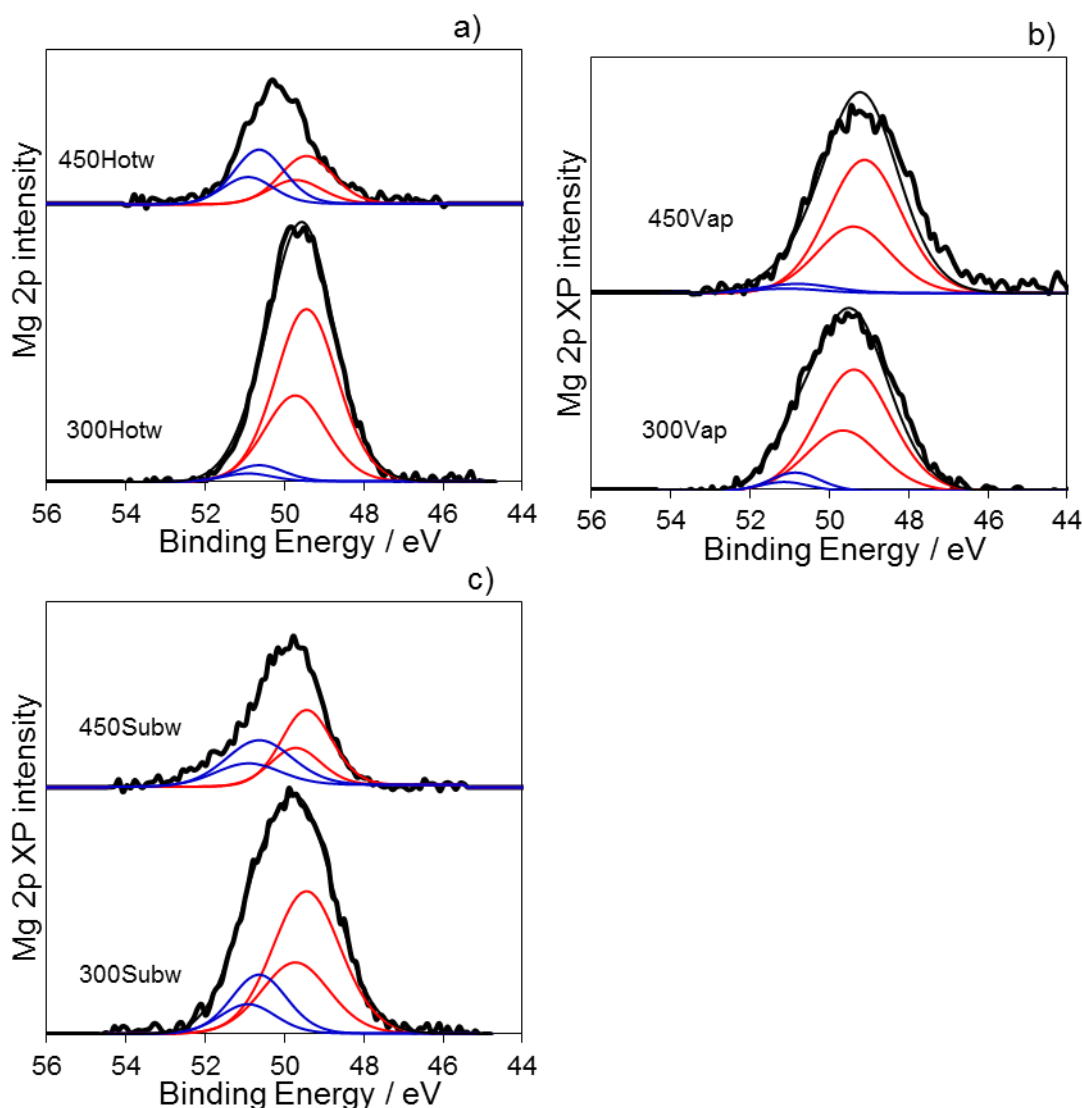 a)
Mg 2p intensity
450Hotw
300Hotw
56 54 52 50 48 46 44
Binding Energy / eV
b)
Mg 2p XP intensity
450Vap
300Vap
56 54 52 50 48 46 44
Binding Energy / eV
c)
Mg 2p XP intensity
450Subw
300Subw
56 54 52 50 48 46 44
Binding Energy / eV